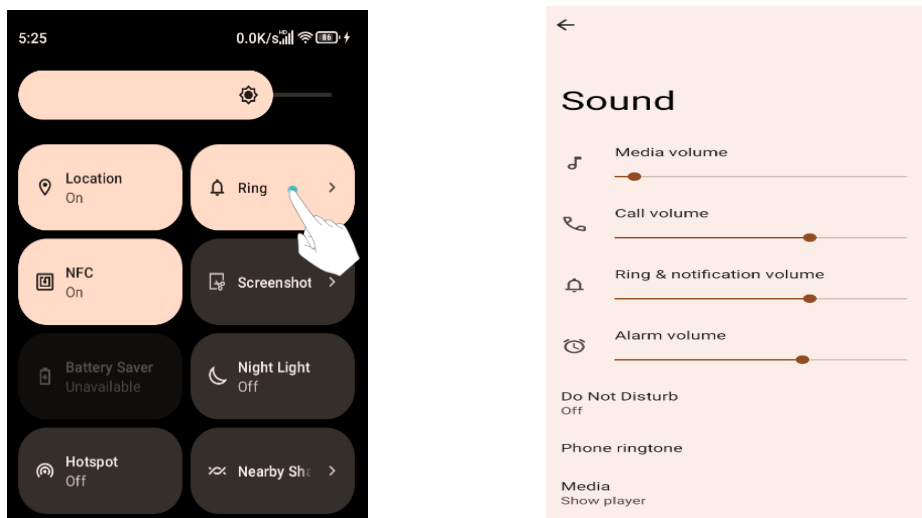 5:25
0.0K/s HD 86
Location
On
Ring
NFC
On
Screenshot
Battery Saver
Unavailable
Night Light
Off
Hotspot
Off
Nearby Sha
Sound
Media volume
Call volume
Ring & notification volume
Alarm volume
Do Not Disturb
Off
Phone ringtone
Media
Show player